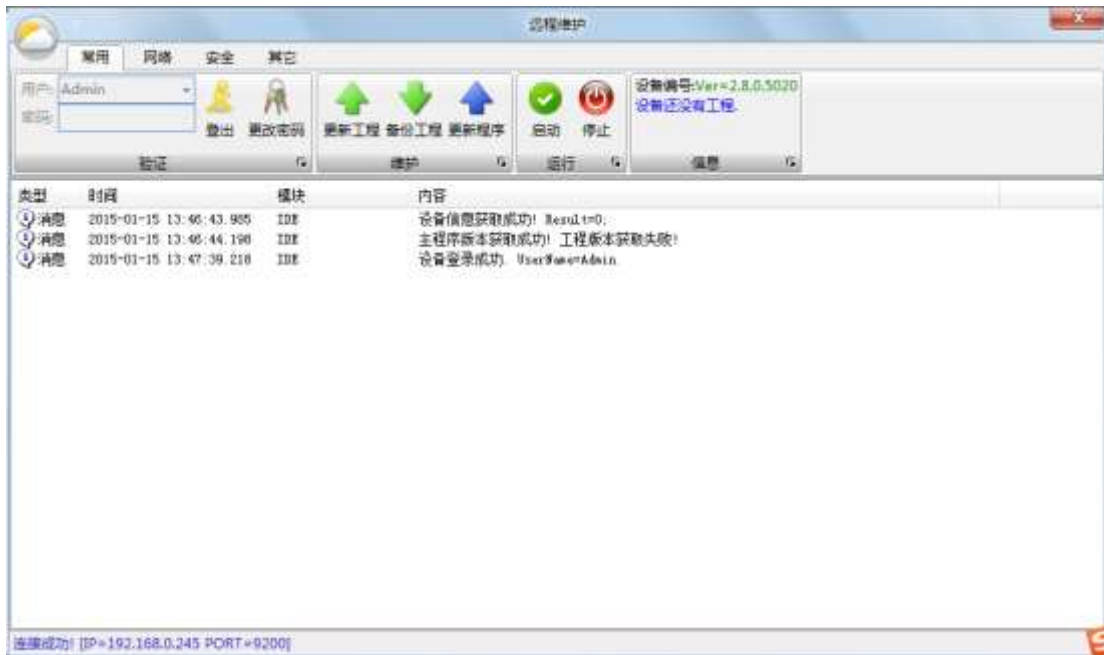 远程维护
常用 网络 安全 其它
用户: Admin
密码:
登出 更改密码
验证
更新工程 备份工程 更新程序
维护
启动 停止
运行
设备编号:Ver=2.8.0.5020
设备还没有工程.
信息
类型 时间 模块 内容
消息 2015-01-15 13:46:43.985 IDE 设备信息获取成功! Result=0;
消息 2015-01-15 13:46:44.198 IDE 主程序版本获取成功! 工程版本获取失败!
消息 2015-01-15 13:47:39.218 IDE 设备登录成功. UserName=Admin
连接成功! [IP=192.168.0.245 PORT=9200]